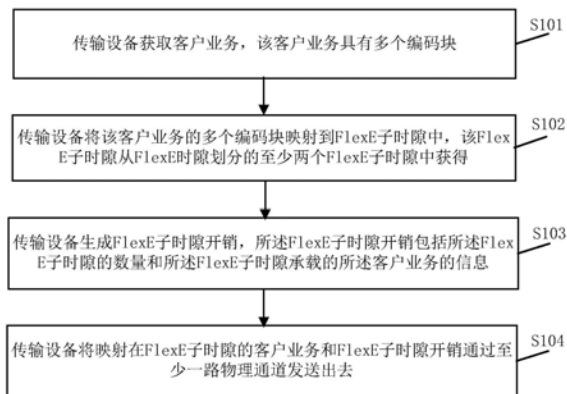 传输设备获取客户业务，该客户业务具有多个编码块
S101
传输设备将该客户业务的多个编码块映射到FlexE子时隙中，该Flex
E子时隙从FlexE时隙划分的至少两个FlexE子时隙中获得
S102
传输设备生成FlexE子时隙开销，所述FlexE子时隙开销包括所述Flex
E子时隙的数量和所述FlexE子时隙承载的所述客户业务的信息
S103
传输设备将映射在FlexE子时隙的客户业务和FlexE子时隙开销通过至
少一路物理通道发送出去
S104